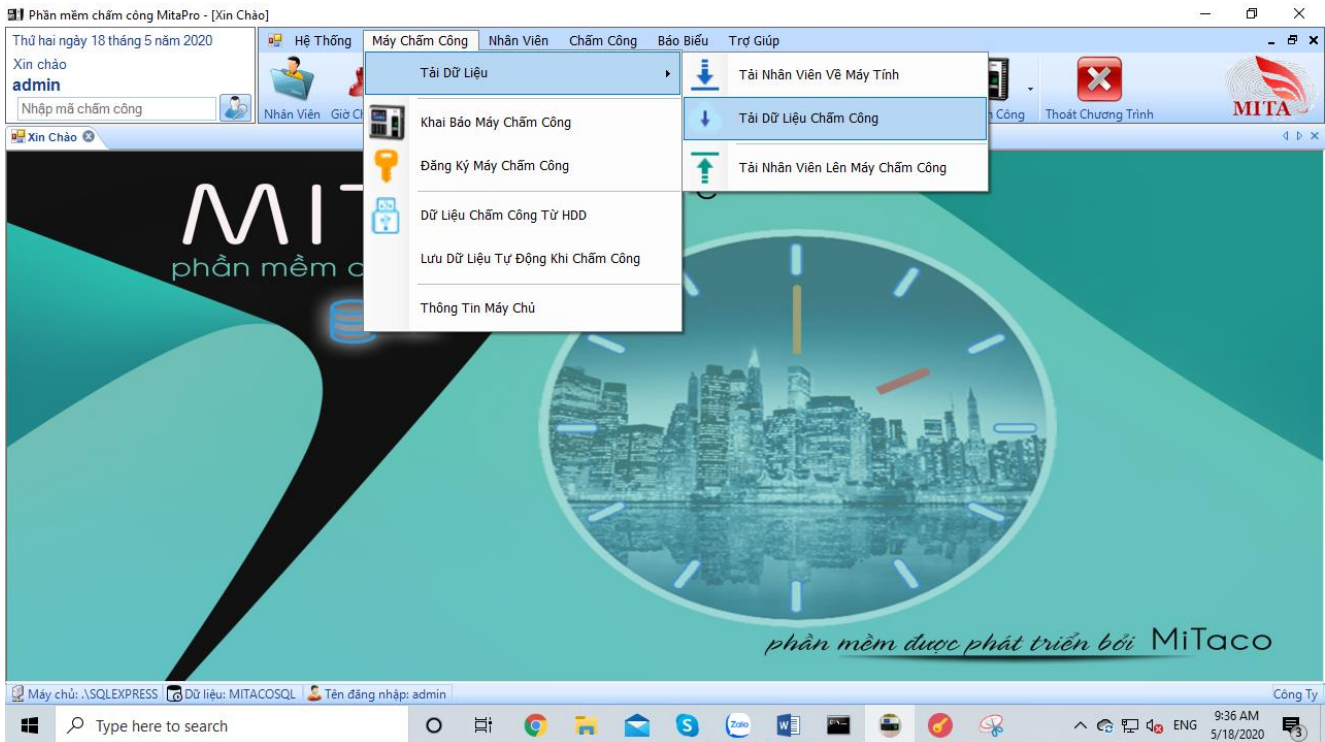 Phần mềm chấm công MitaPro - [Xin Chào]
Thứ hai ngày 18 tháng 5 năm 2020
Hệ Thống Máy Chấm Công Nhân Viên Chấm Công Báo Biểu Trợ Giúp
Xin chào
admin
Nhập mã chấm công
Nhân Viên Giờ
Công Thoát Chương Trình
MITA
Xin Chào
Tải Dữ Liệu
Khai Báo Máy Chấm Công
Đăng Ký Máy Chấm Công
Dữ Liệu Chấm Công Từ HDD
Lưu Dữ Liệu Tự Động Khi Chấm Công
Thông Tin Máy Chủ
Tải Nhân Viên Về Máy Tính
Tải Dữ Liệu Chấm Công
Tải Nhân Viên Lên Máy Chấm Công
phần mềm
phần mềm được phát triển bởi MiTaco
Máy chủ: .\SQLEXPRESS Dữ liệu: MITACOSQL Tên đăng nhập: admin
Công Ty
Type here to search
Zalo
ENG
9:36 AM
5/18/2020
3